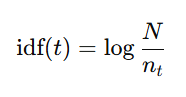 idf(t) = log N/n_t